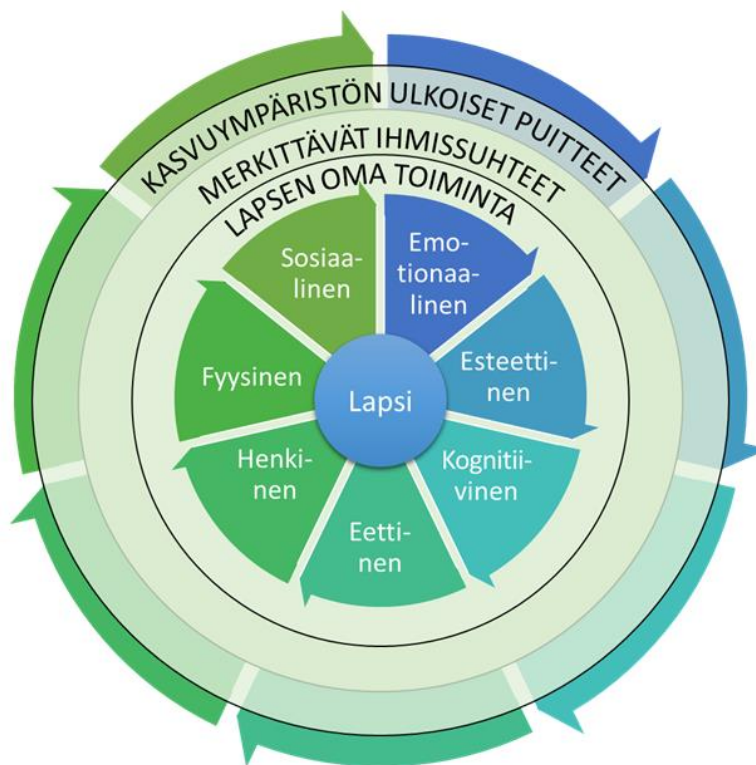 KASVUYMPÄRISTÖN ULKOISET PUITTEET
MERKITTÄVÄT IHMISSUHTEET
LAPSEN OMA TOIMINTA
Sosiaa-
linen
Emo-
tionaa-
linen
Fyysinen
Lapsi
Esteetti-
nen
Henki-
nen
Kognitii-
vinen
Eetti-
nen